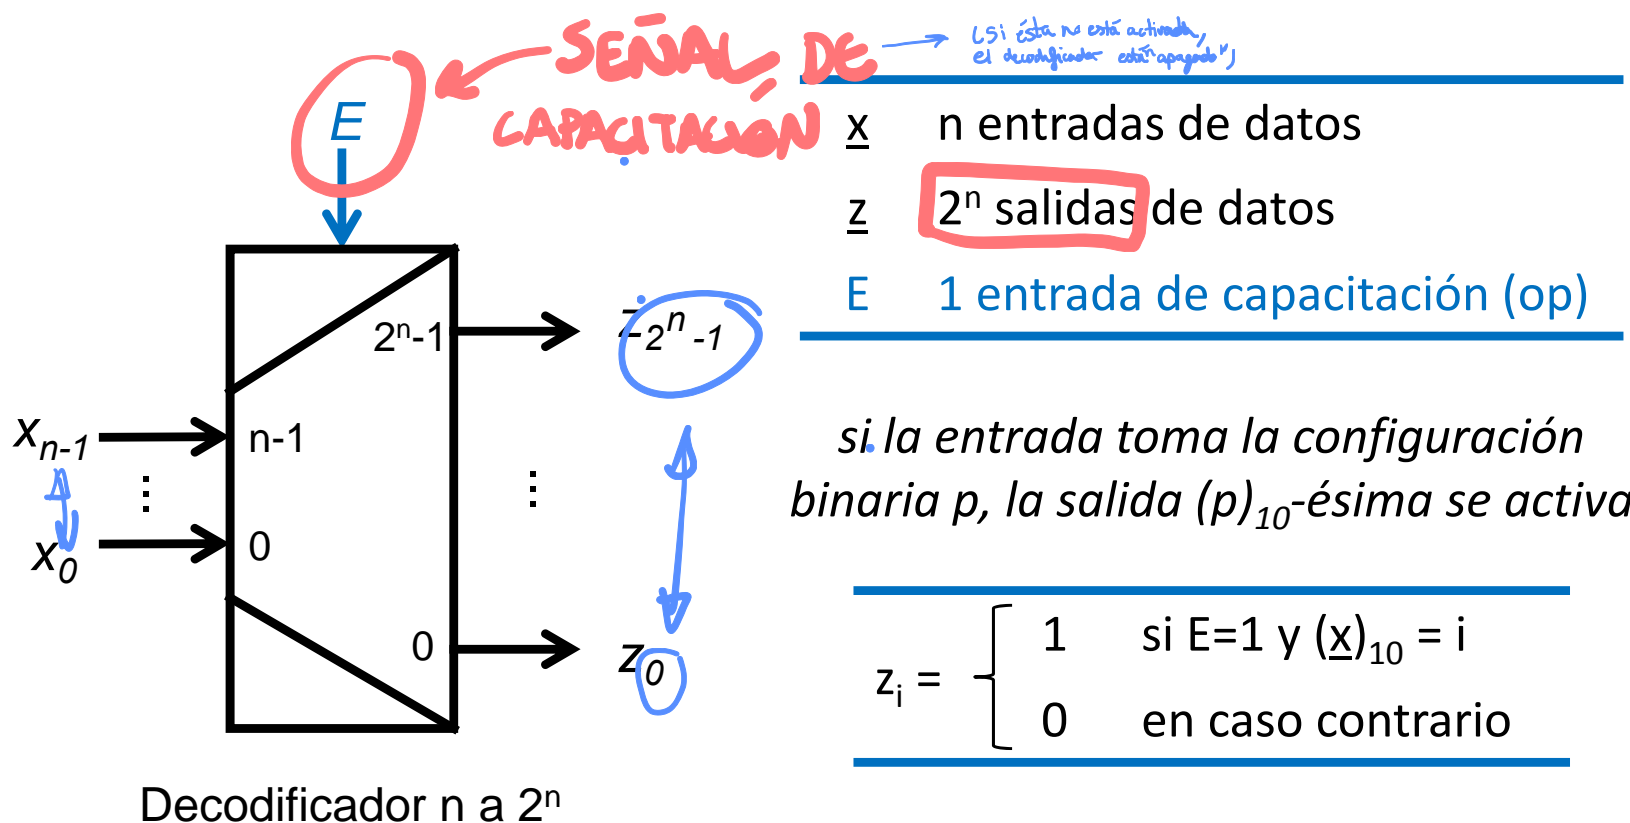 SEÑAL DE
CAPACITACIÓN
(Si ésta no está activada,
el decodificador está "apagado")
E
x n entradas de datos
z 2ⁿ salidas de datos
E 1 entrada de capacitación (op)
2ⁿ-1
z₂ⁿ₋₁
xₙ₋₁
n-1
⋮
⋮
x₀
0
0
z₀
si la entrada toma la configuración
binaria p, la salida (p)₁₀-ésima se activa
zᵢ =
1 si E=1 y (x)₁₀ = i
0 en caso contrario
Decodificador n a 2ⁿ